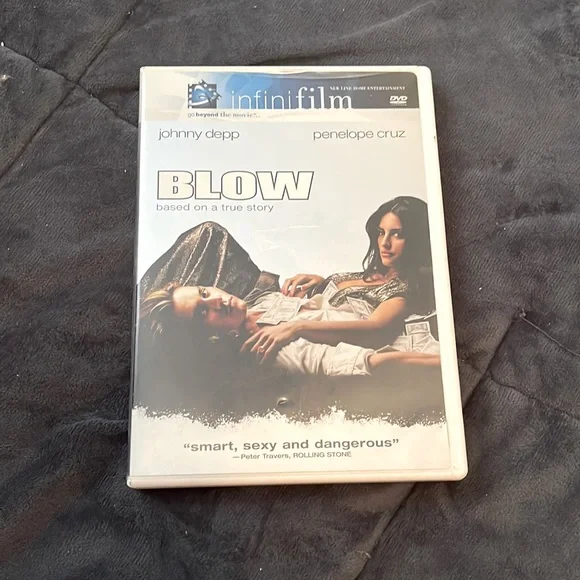 NEW LINE HOME ENTERTAINMENT
infinifilm
DVD
go beyond the movie
johnny depp
penelope cruz
BLOW
based on a true story
“smart, sexy and dangerous”
—Peter Travers, ROLLING STONE